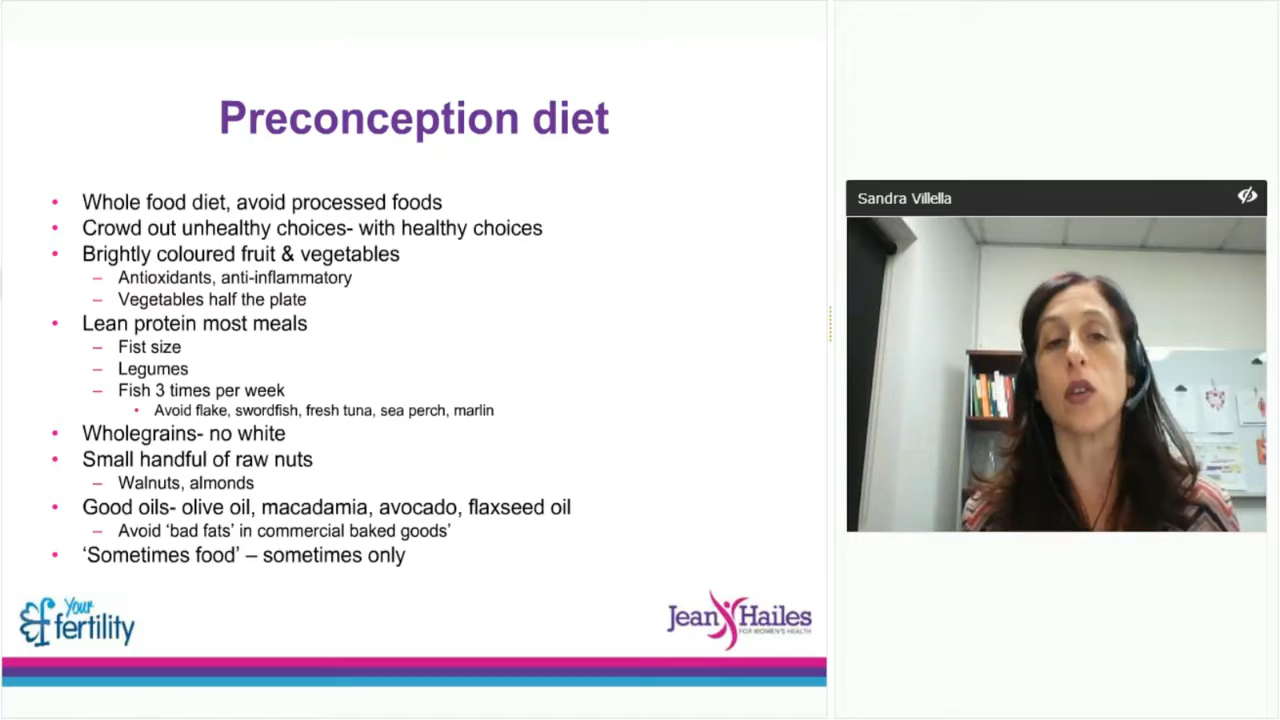 Preconception diet
• Whole food diet, avoid processed foods
• Crowd out unhealthy choices- with healthy choices
• Brightly coloured fruit & vegetables
– Antioxidants, anti-inflammatory
– Vegetables half the plate
• Lean protein most meals
– Fist size
– Legumes
– Fish 3 times per week
• Avoid flake, swordfish, fresh tuna, sea perch, marlin
• Wholegrains- no white
• Small handful of raw nuts
– Walnuts, almonds
• Good oils- olive oil, macadamia, avocado, flaxseed oil
– Avoid ‘bad fats’ in commercial baked goods’
• ‘Sometimes food’ – sometimes only
Your
fertility
Jean Hailes
FOR WOMEN'S HEALTH
Sandra Villella